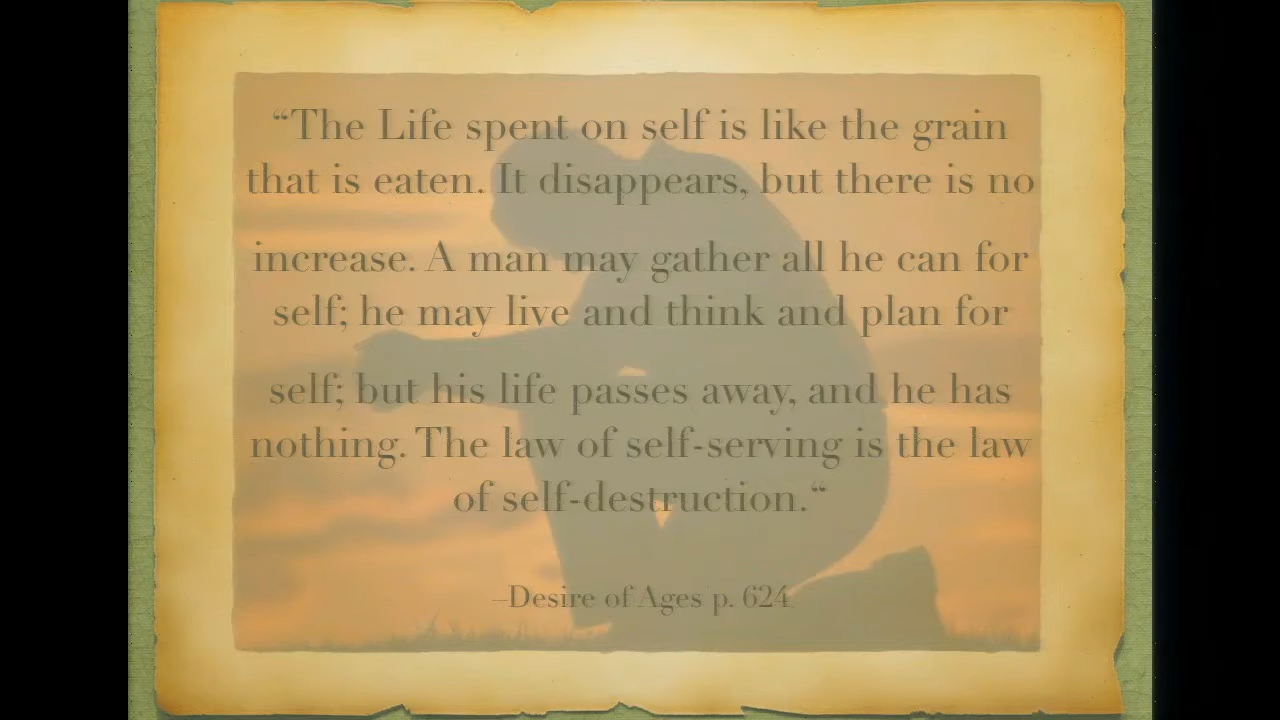 “The Life spent on self is like the grain
that is eaten. It disappears, but there is no
increase. A man may gather all he can for
self; he may live and think and plan for
self; but his life passes away, and he has
nothing. The law of self-serving is the law
of self-destruction.“
–Desire of Ages p. 624